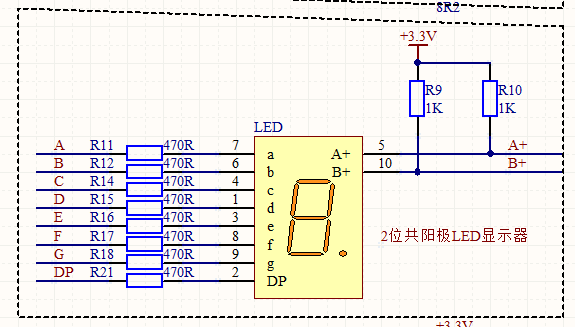 8R2
+3.3V
R9 R10
1K 1K
LED
A R11 470R 7 a A+ 5 A+
B R12 470R 6 b B+ 10 B+
C R14 470R 4 c
D R15 470R 1 d
E R16 470R 3 e
F R17 470R 8 f
G R18 470R 9 g
DP R21 470R 2 DP
2位共阳极LED显示器
+3.3V